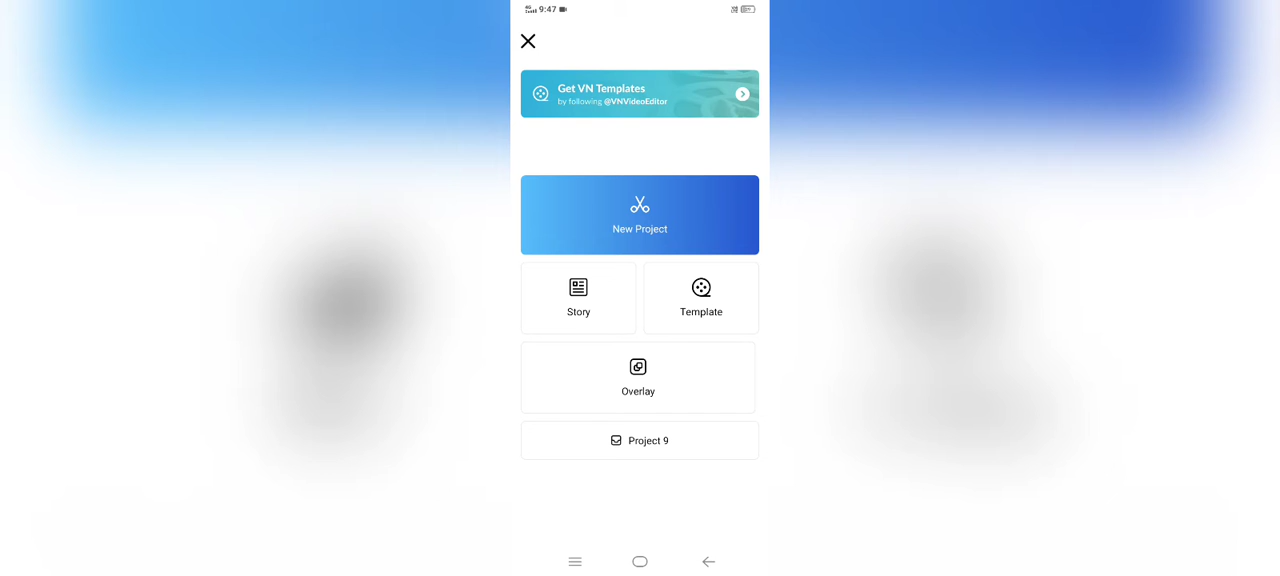 9:47
Get VN Templates
by following @VNVideoEditor
New Project
Story
Template
Overlay
Project 9